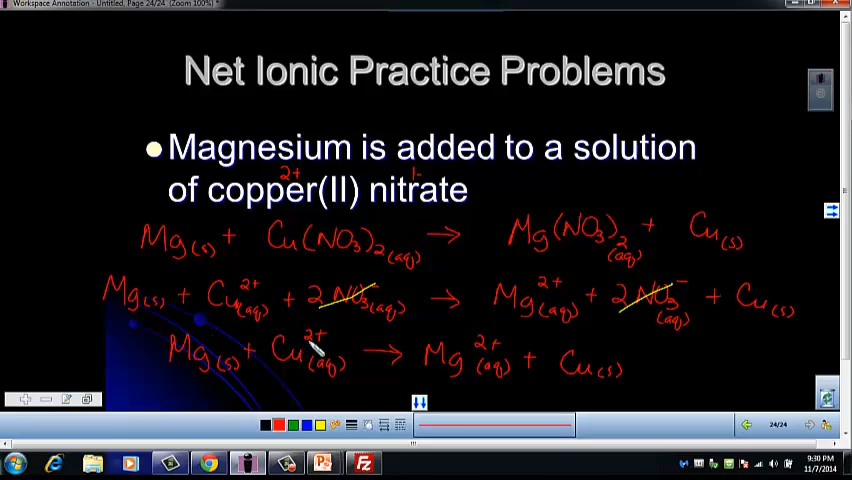 Workspace Annotation - Untitled, Page 24/24 (Zoom 100%) *
Net Ionic Practice Problems
Magnesium is added to a solution
2+ 1-
of copper(II) nitrate
Mg(s) + Cu(NO₃)₂(aq) → Mg(NO₃)₂(aq) + Cu(s)
Mg(s) + Cu²⁺(aq) + 2NO₃⁻(aq) → Mg²⁺(aq) + 2NO₃⁻(aq) + Cu(s)
Mg(s) + Cu²⁺(aq) → Mg²⁺(aq) + Cu(s)
24/24
9:30 PM
11/7/2014